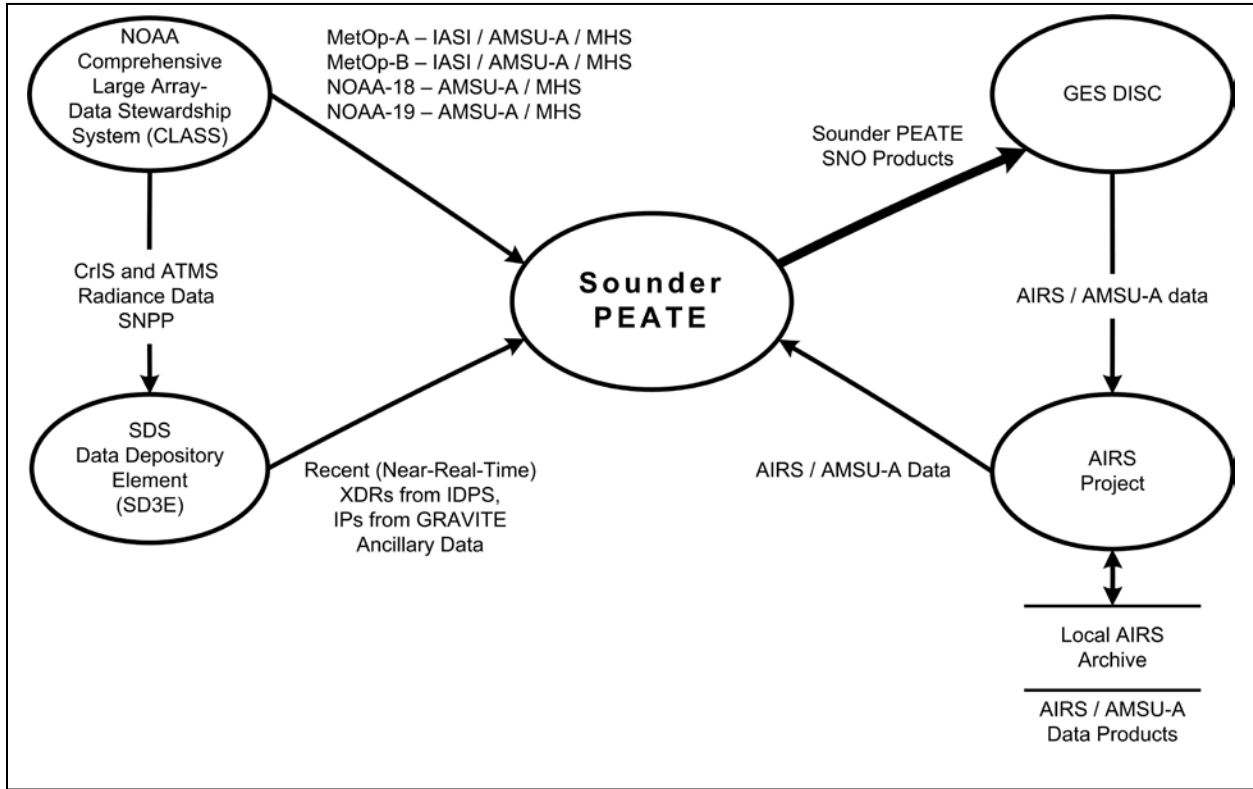 NOAA
Comprehensive
Large Array-
Data Stewardship
System (CLASS)
MetOp-A – IASI / AMSU-A / MHS
MetOp-B – IASI / AMSU-A / MHS
NOAA-18 – AMSU-A / MHS
NOAA-19 – AMSU-A / MHS
Sounder PEATE
SNO Products
GES DISC
CrIS and ATMS
Radiance Data
SNPP
Sounder
PEATE
AIRS / AMSU-A data
SDS
Data Depository
Element
(SD3E)
Recent (Near-Real-Time)
XDRs from IDPS,
IPs from GRAVITE
Ancillary Data
AIRS / AMSU-A Data
AIRS
Project
Local AIRS
Archive
AIRS / AMSU-A
Data Products